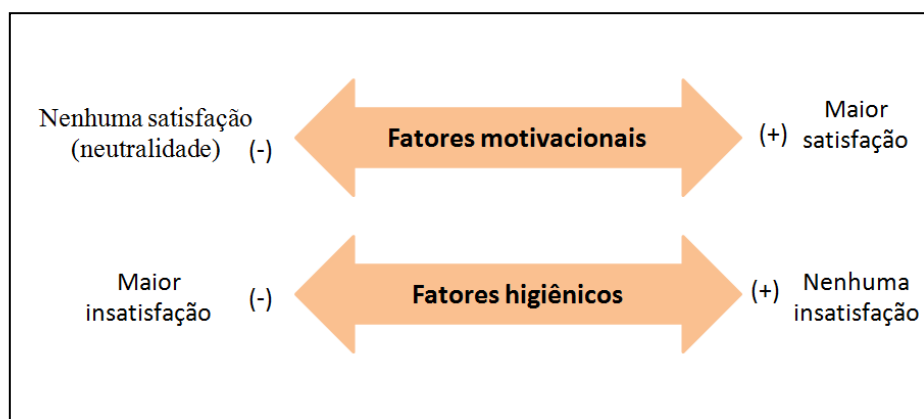 Nenhuma satisfação
(neutralidade)
(-)
Fatores motivacionais
(+)
Maior
satisfação
Maior
insatisfação
(-)
Fatores higiênicos
(+)
Nenhuma
insatisfação